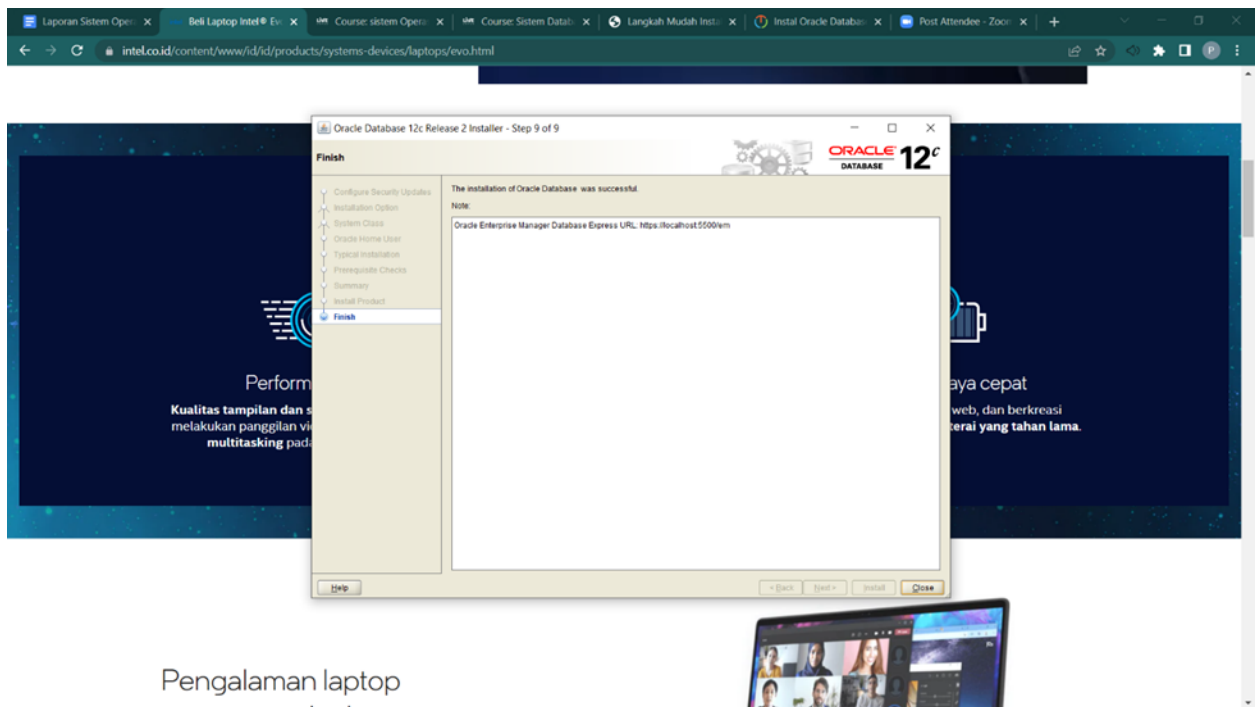 Laporan Sistem Oper
Beli Laptop Intel® Ev
Course: sistem Opera
Course: Sistem Datab
Langkah Mudah Insta
Instal Oracle Databas
Post Attendee - Zoom
intel.co.id/content/www/id/id/products/systems-devices/laptops/evo.html
P
Oracle Database 12c Release 2 Installer - Step 9 of 9
Finish
ORACLE
DATABASE
12c
Configure Security Updates
Installation Option
System Class
Oracle Home User
Typical Installation
Prerequisite Checks
Summary
Install Product
Finish
The installation of Oracle Database was successful.
Note:
Oracle Enterprise Manager Database Express URL: https://localhost:5500/em
Help
< Back
Next >
Install
Close
Perform
Kualitas tampilan dan s
melakukan panggilan vi
multitasking pada
aya cepat
web, dan berkreasi
terai yang tahan lama.
Pengalaman laptop